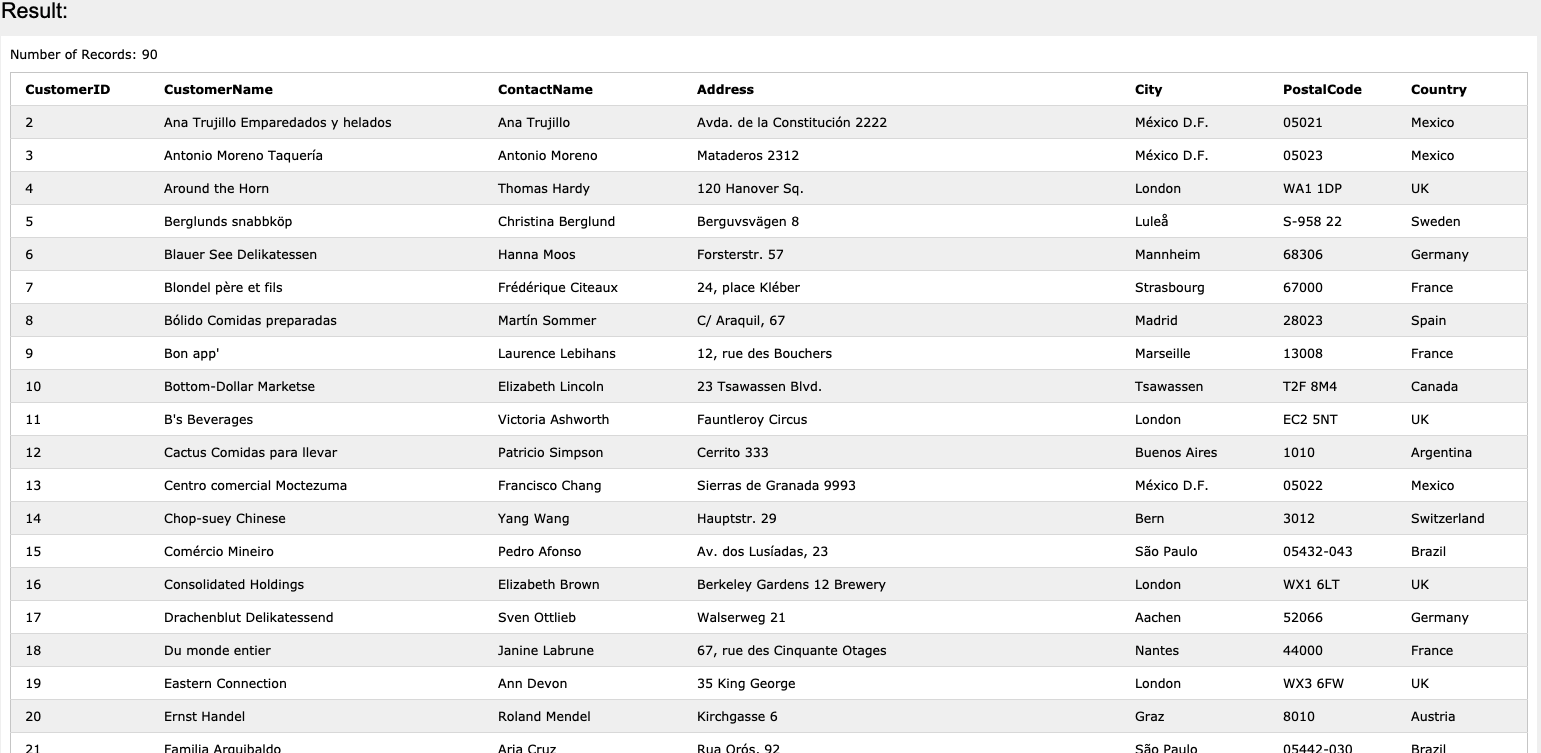 Result:
Number of Records: 90
CustomerID CustomerName ContactName Address City PostalCode Country
2 Ana Trujillo Emparedados y helados Ana Trujillo Avda. de la Constitución 2222 México D.F. 05021 Mexico
3 Antonio Moreno Taquería Antonio Moreno Mataderos 2312 México D.F. 05023 Mexico
4 Around the Horn Thomas Hardy 120 Hanover Sq. London WA1 1DP UK
5 Berglunds snabbköp Christina Berglund Berguvsvägen 8 Luleå S-958 22 Sweden
6 Blauer See Delikatessen Hanna Moos Forsterstr. 57 Mannheim 68306 Germany
7 Blondel père et fils Frédérique Citeaux 24, place Kléber Strasbourg 67000 France
8 Bólido Comidas preparadas Martín Sommer C/ Araquil, 67 Madrid 28023 Spain
9 Bon app' Laurence Lebihans 12, rue des Bouchers Marseille 13008 France
10 Bottom-Dollar Marketse Elizabeth Lincoln 23 Tsawassen Blvd. Tsawassen T2F 8M4 Canada
11 B's Beverages Victoria Ashworth Fauntleroy Circus London EC2 5NT UK
12 Cactus Comidas para llevar Patricio Simpson Cerrito 333 Buenos Aires 1010 Argentina
13 Centro comercial Moctezuma Francisco Chang Sierras de Granada 9993 México D.F. 05022 Mexico
14 Chop-suey Chinese Yang Wang Hauptstr. 29 Bern 3012 Switzerland
15 Comércio Mineiro Pedro Afonso Av. dos Lusíadas, 23 São Paulo 05432-043 Brazil
16 Consolidated Holdings Elizabeth Brown Berkeley Gardens 12 Brewery London WX1 6LT UK
17 Drachenblut Delikatessend Sven Ottlieb Walserweg 21 Aachen 52066 Germany
18 Du monde entier Janine Labrune 67, rue des Cinquante Otages Nantes 44000 France
19 Eastern Connection Ann Devon 35 King George London WX3 6FW UK
20 Ernst Handel Roland Mendel Kirchgasse 6 Graz 8010 Austria
21 Familia Arquibaldo Aria Cruz Rua Orós, 92 São Paulo 05442-030 Brazil